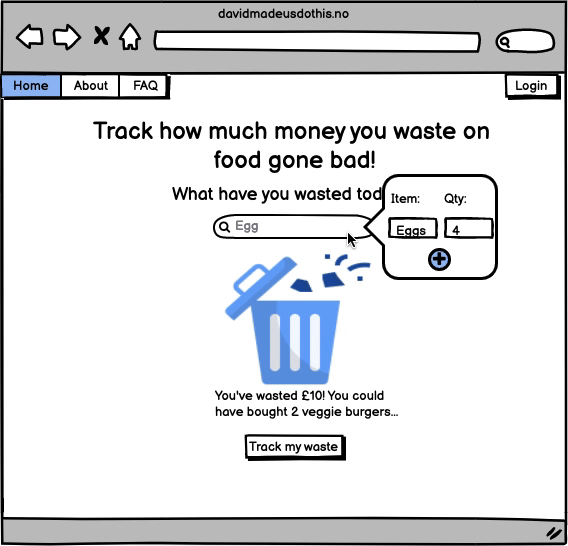 davidmadeusdothis.no
Home About FAQ Login
Track how much money you waste on
food gone bad!
What have you wasted tod
Item: Qty:
Egg
Eggs 4
You've wasted £10! You could
have bought 2 veggie burgers...
Track my waste